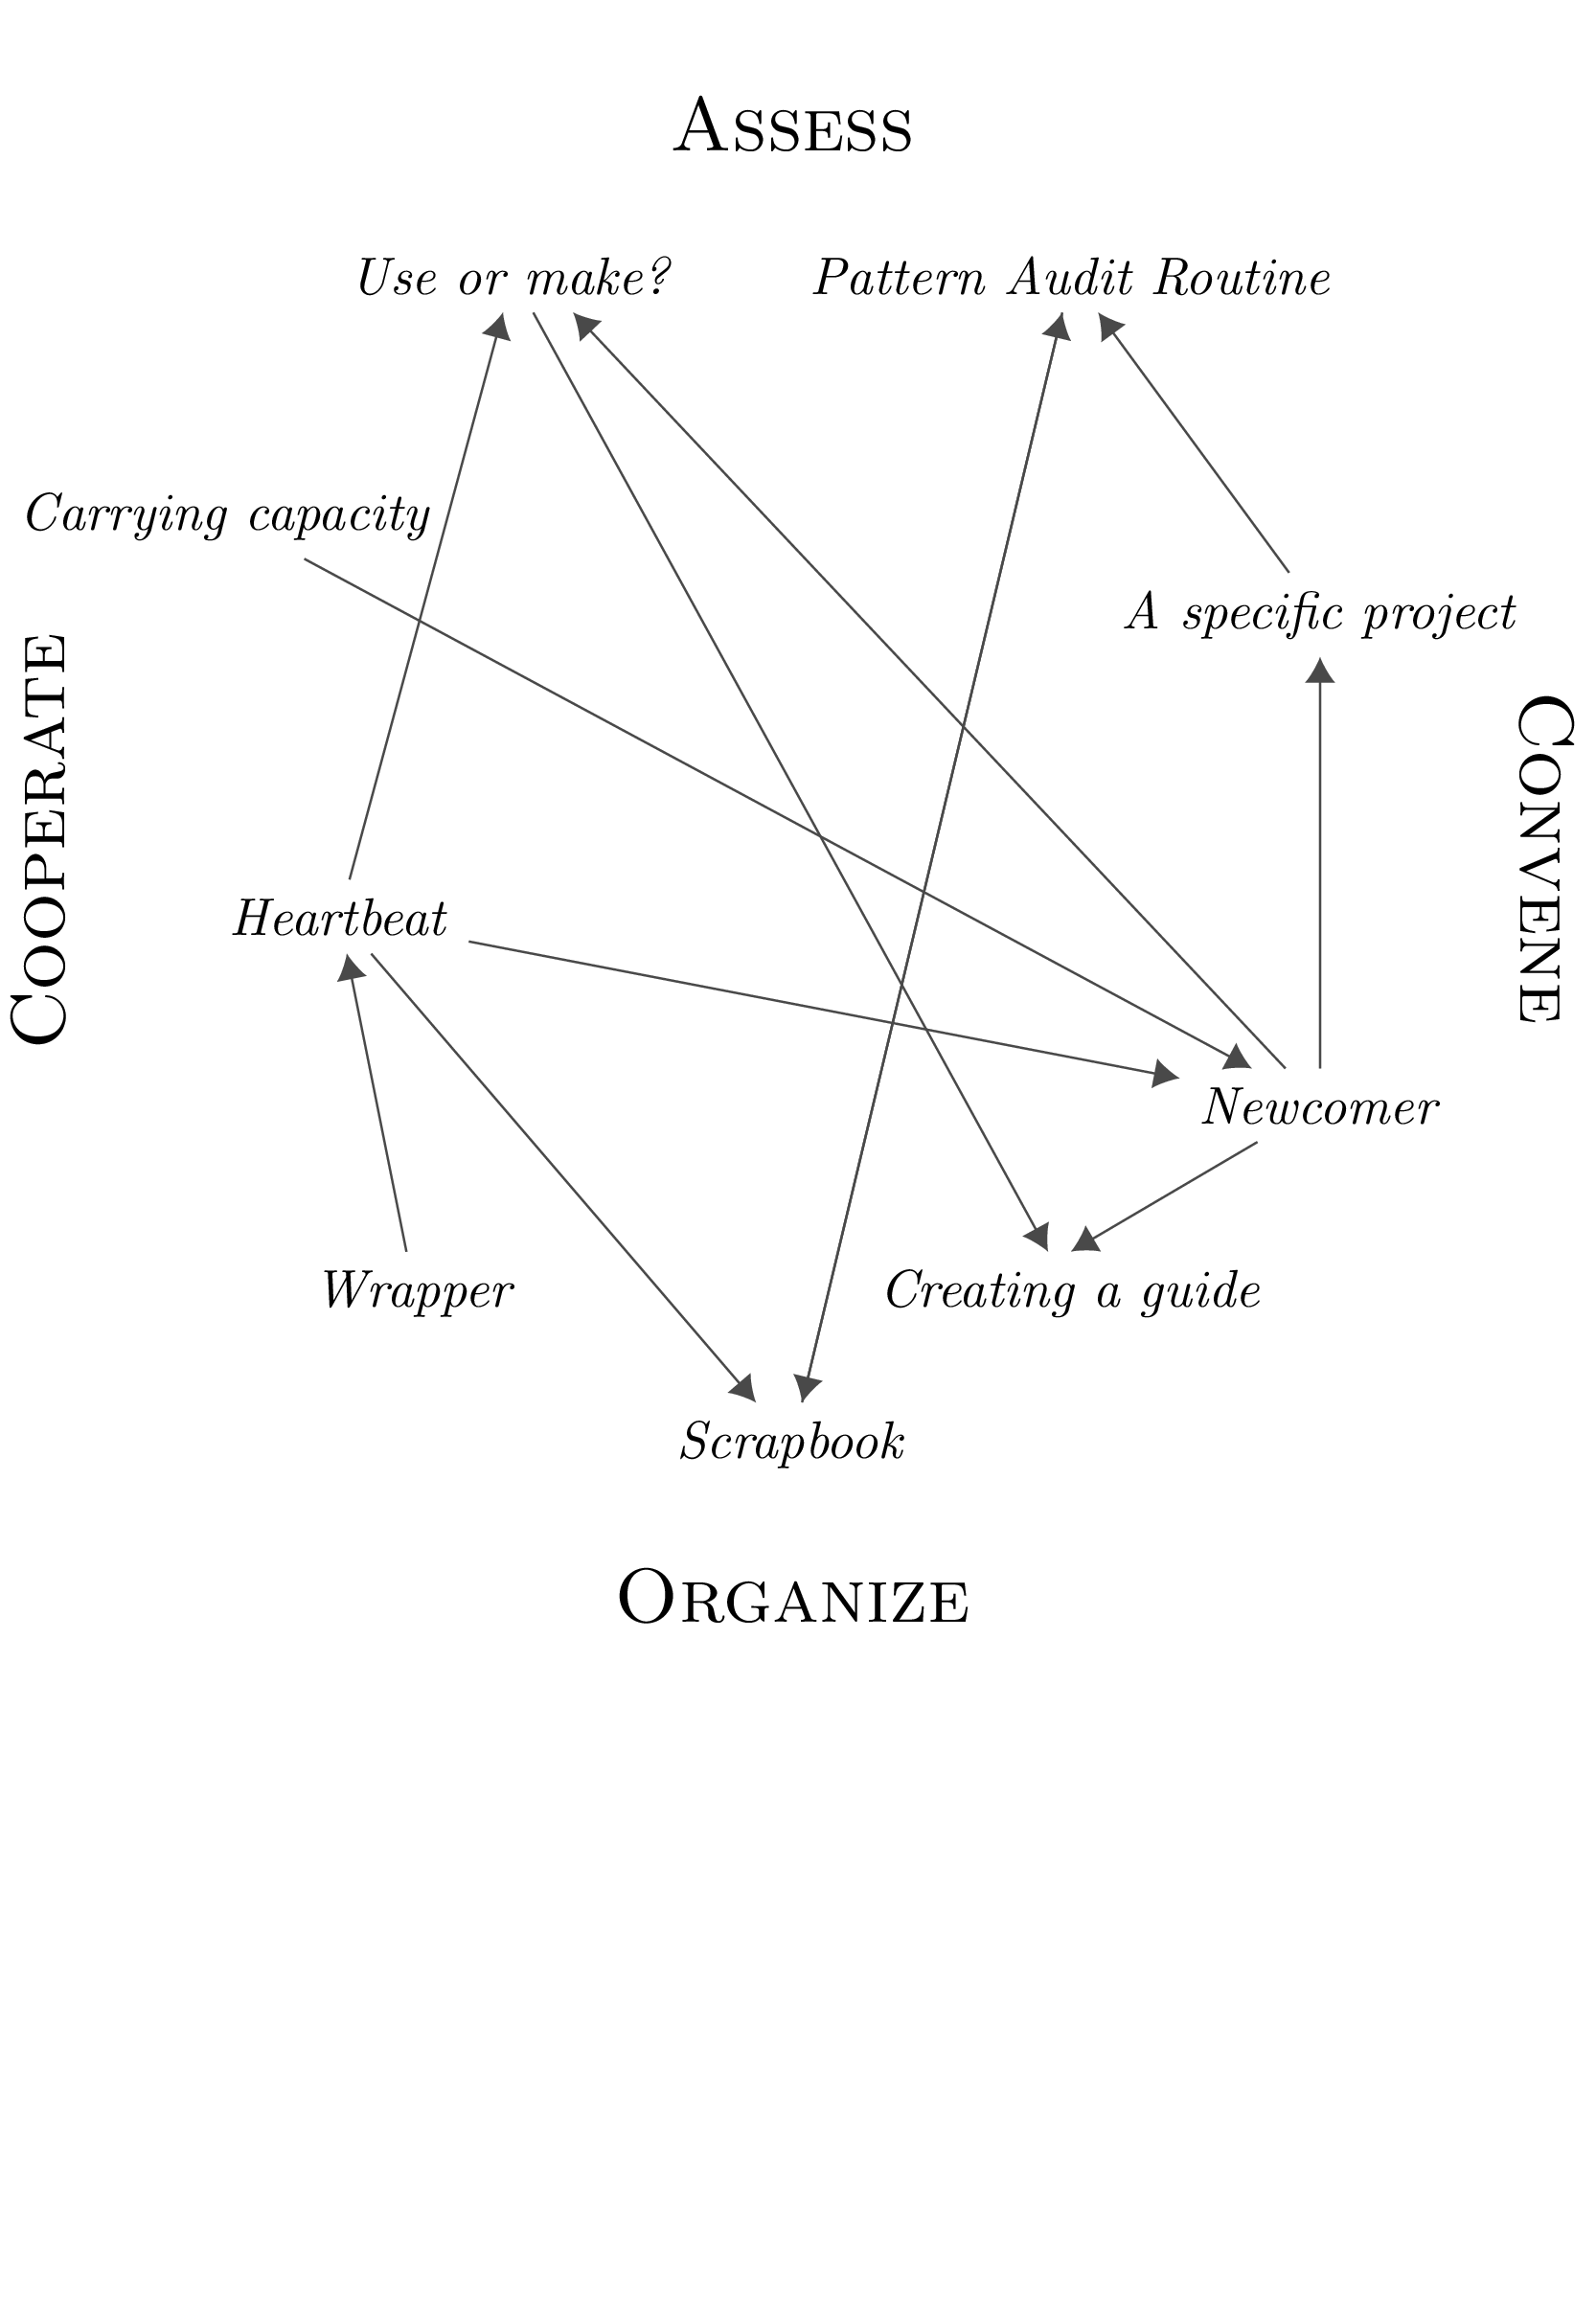 Assess
Use or make?
Pattern Audit Routine
Carrying capacity
A specific project
Cooperate
Convene
Heartbeat
Newcomer
Wrapper
Creating a guide
Scrapbook
Organize